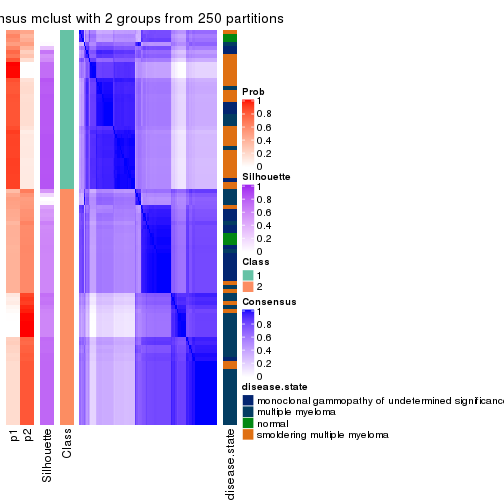 nsus mclust with 2 groups from 250 partitions
Prob
1
0.8
0.6
0.4
0.2
0
Silhouette
1
0.8
0.6
0.4
0.2
0
Class
1
2
Consensus
1
0.8
0.6
0.4
0.2
0
disease.state
monoclonal gammopathy of undetermined significance
multiple myeloma
normal
smoldering multiple myeloma
p1
p2
Silhouette
Class
disease.state